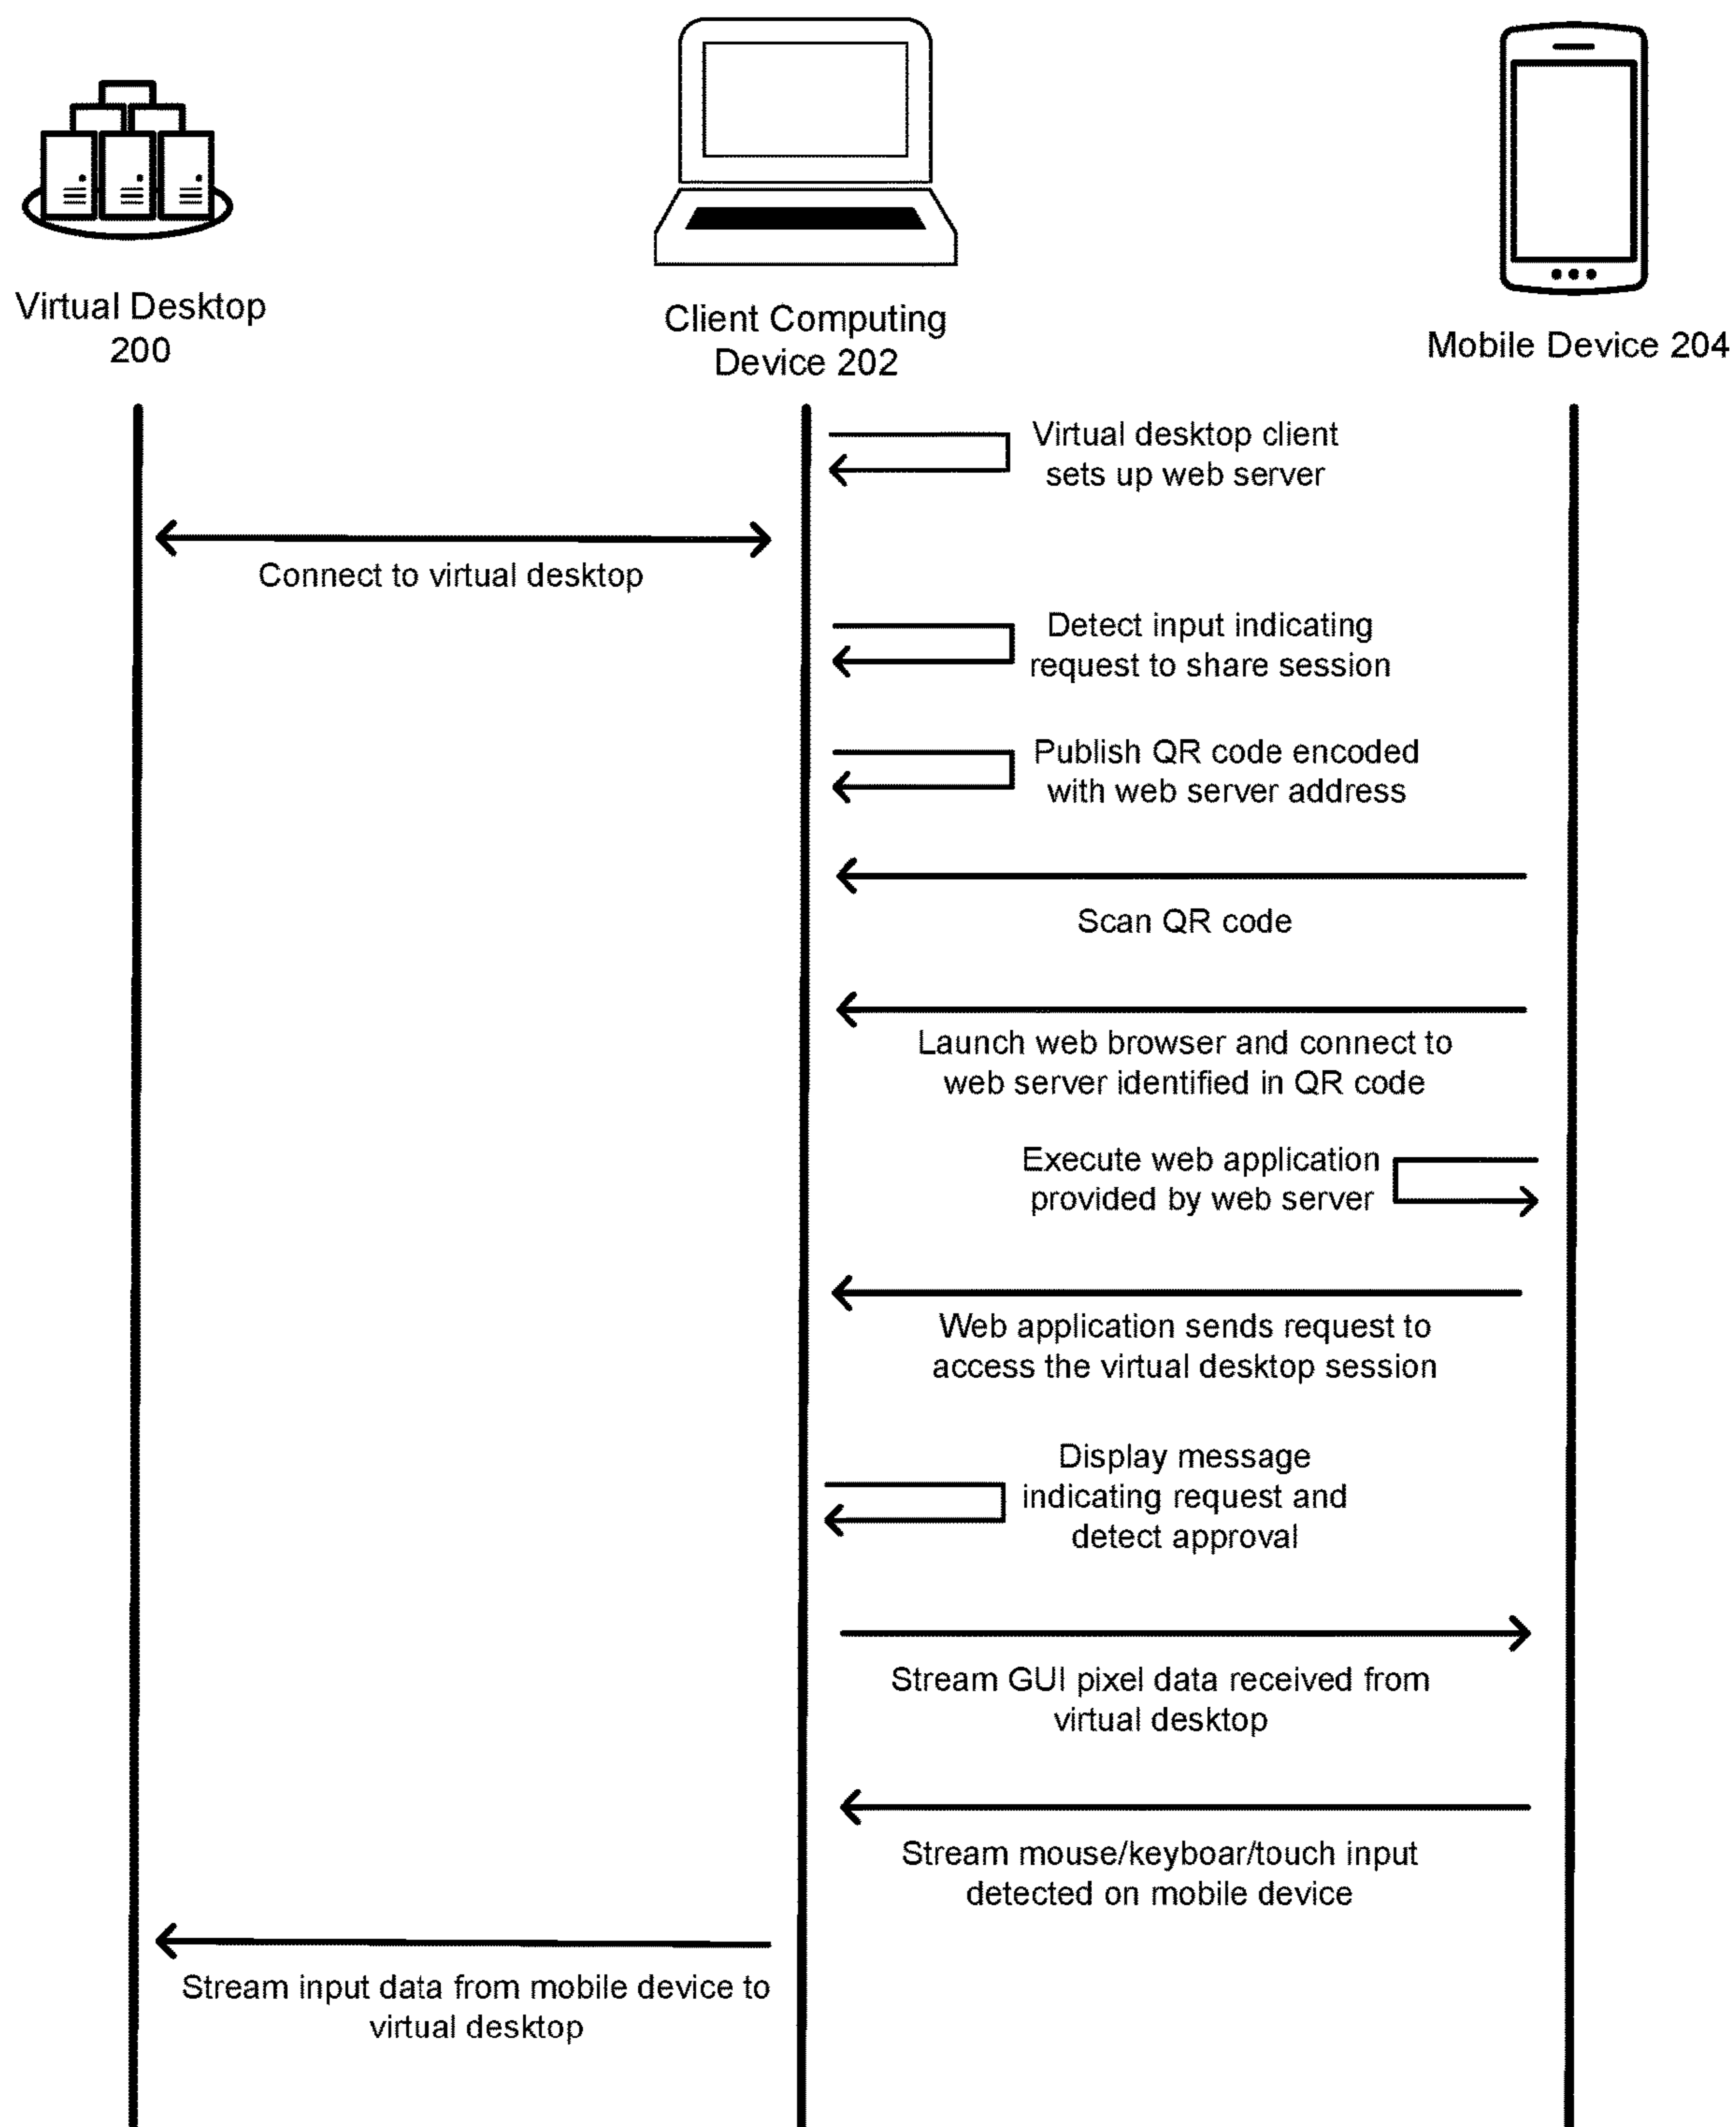 Virtual Desktop
200
Client Computing
Device 202
Mobile Device 204
Virtual desktop client
sets up web server
Connect to virtual desktop
Detect input indicating
request to share session
Publish QR code encoded
with web server address
Scan QR code
Launch web browser and connect to
web server identified in QR code
Execute web application
provided by web server
Web application sends request to
access the virtual desktop session
Display message
indicating request and
detect approval
Stream GUI pixel data received from
virtual desktop
Stream mouse/keyboar/touch input
detected on mobile device
Stream input data from mobile device to
virtual desktop